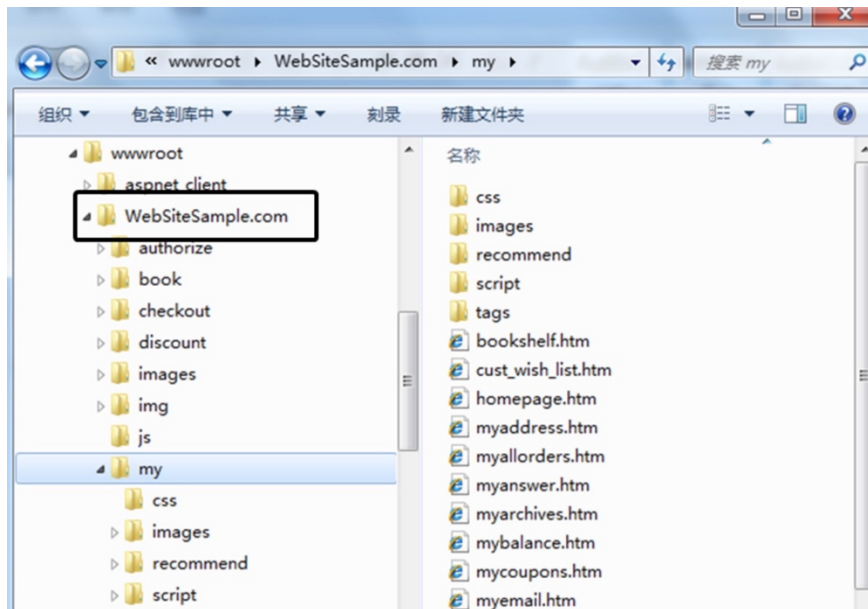 « wwwroot ▸ WebSiteSample.com ▸ my ▸
搜索 my
组织 包含到库中 共享 刻录 新建文件夹
wwwroot
aspnet_client
WebSiteSample.com
authorize
book
checkout
discount
images
img
js
my
css
images
recommend
script
名称
css
images
recommend
script
tags
bookshelf.htm
cust_wish_list.htm
homepage.htm
myaddress.htm
myallorders.htm
myanswer.htm
myarchives.htm
mybalance.htm
mycoupons.htm
myemail.htm